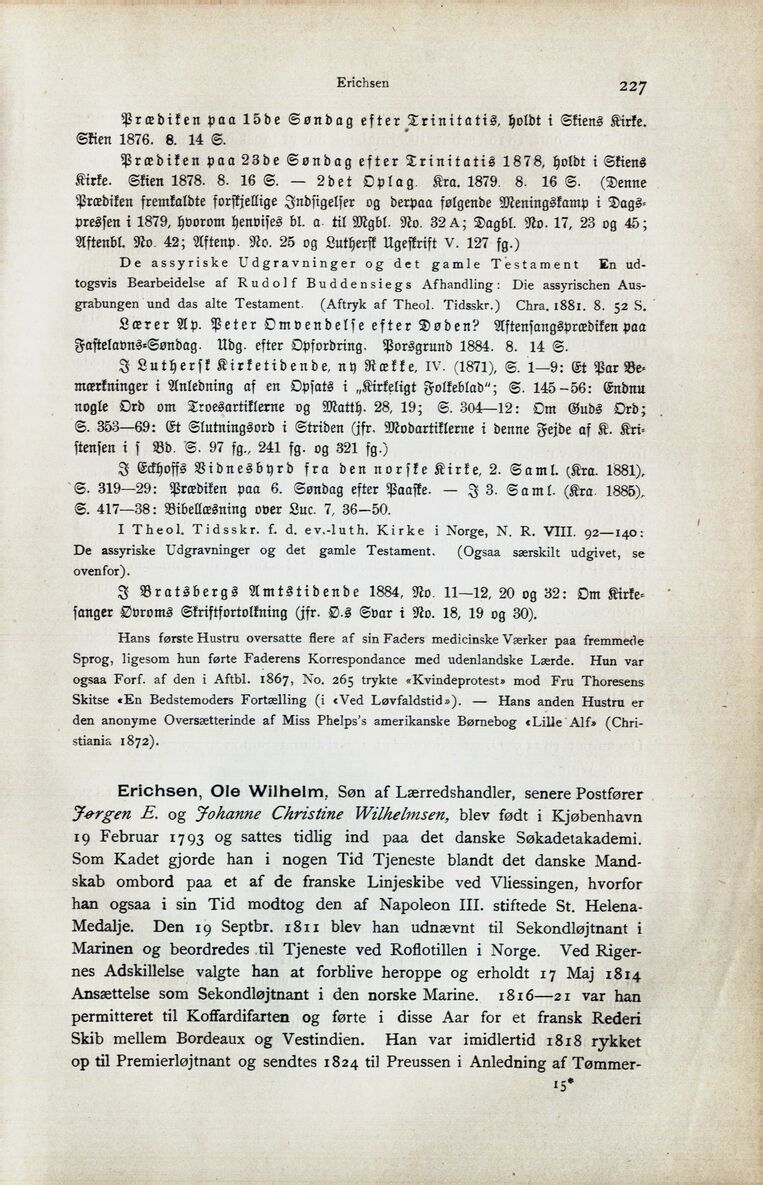 Erichsen
227
Prædiken paa 15de Søndag efter Trinitatis, holdt i Skiens Kirke.
Skien 1876. 8. 14 S.
Prædiken paa 23de Søndag efter Trinitatis 1878, holdt i Skiens
Kirke. Skien 1878. 8. 16 S. — 2det Oplag. Kra. 1879. 8. 16 S. (Denne
Prædiken fremkaldte forskjellige Indsigelser og derpaa følgende Meningskamp i Dags-
pressen i 1879, hvorom henvises bl. a. til Mgbl. No. 32 A; Dagbl. No. 17, 23 og 45;
Aftenbl. No. 42; Aftenp. No. 25 og Luthersk Ugeskrift V. 127 fg.)
De assyriske Udgravninger og det gamle Testament En ud-
togsvis Bearbeidelse af Rudolf Buddensiegs Afhandling: Die assyrischen Aus-
grabungen und das alte Testament. (Aftryk af Theol. Tidsskr.) Chra. 1881. 8. 52 S.
Lærer Ap. Peter Omvendelse efter Døden? Aftensangsprædiken paa
Fastelavns-Søndag. Udg. efter Opfordring. Porsgrund 1884. 8. 14 S.
I Luthersk Kirketidende, ny Række, IV. (1871), S. 1—9: Et Par Be-
mærkninger i Anledning af en Opsats i „Kirkeligt Folkeblad"; S. 145-56: Endnu
nogle Ord om Troesartiklerne og Matth. 28, 19; S. 304—12: Om Guds Ord;
S. 353—69: Et Slutningsord i Striden (jfr. Modartiklerne i denne Fejde af K. Kri-
stensen i s Bd. S. 97 fg., 241 fg. og 321 fg.)
I Eckhoffs Vidnesbyrd fra den norske Kirke, 2. Saml. (Kra. 1881),
S. 319—29: Prædiken paa 6. Søndag efter Paaske. — I 3. Saml. (Kra. 1885),
S. 417—38: Bibellæsning over Luc. 7, 36—50.
I Theol. Tidsskr. f. d. ev.-luth. Kirke i Norge, N. R. VIII. 92—140:
De assyriske Udgravninger og det gamle Testament. (Ogsaa særskilt udgivet, se
ovenfor).
I Bratsbergs Amtstidende 1884, No. 11—12, 20 og 32: Om Kirke-
sanger Øvroms Skriftfortolkning (jfr. Ø.s Svar i No. 18, 19 og 30).
Hans første Hustru oversatte flere af sin Faders medicinske Værker paa fremmede
Sprog, ligesom hun førte Faderens Korrespondance med udenlandske Lærde. Hun var
ogsaa Forf. af den i Aftbl. 1867, No. 265 trykte «Kvindeprotest» mod Fru Thoresens
Skitse «En Bedstemoders Fortælling (i «Ved Løvfaldstid»). — Hans anden Hustru er
den anonyme Oversætterinde af Miss Phelps's amerikanske Børnebog «Lille Alf» (Chri-
stiania 1872).
Erichsen, Ole Wilhelm, Søn af Lærredshandler, senere Postfører
Jørgen E. og Johanne Christine Wilhelmsen, blev født i Kjøbenhavn
19 Februar 1793 og sattes tidlig ind paa det danske Søkadetakademi.
Som Kadet gjorde han i nogen Tid Tjeneste blandt det danske Mand-
skab ombord paa et af de franske Linjeskibe ved Vliessingen, hvorfor
han ogsaa i sin Tid modtog den af Napoleon III. stiftede St. Helena-
Medalje. Den 19 Septbr. 1811 blev han udnævnt til Sekondløjtnant i
Marinen og beordredes til Tjeneste ved Roflotillen i Norge. Ved Riger-
nes Adskillelse valgte han at forblive heroppe og erholdt 17 Maj 1814
Ansættelse som Sekondløjtnant i den norske Marine. 1816—21 var han
permitteret til Koffardifarten og førte i disse Aar for et fransk Rederi
Skib mellem Bordeaux og Vestindien. Han var imidlertid 1818 rykket
op til Premierløjtnant og sendtes 1824 til Preussen i Anledning af Tømmer-
15*